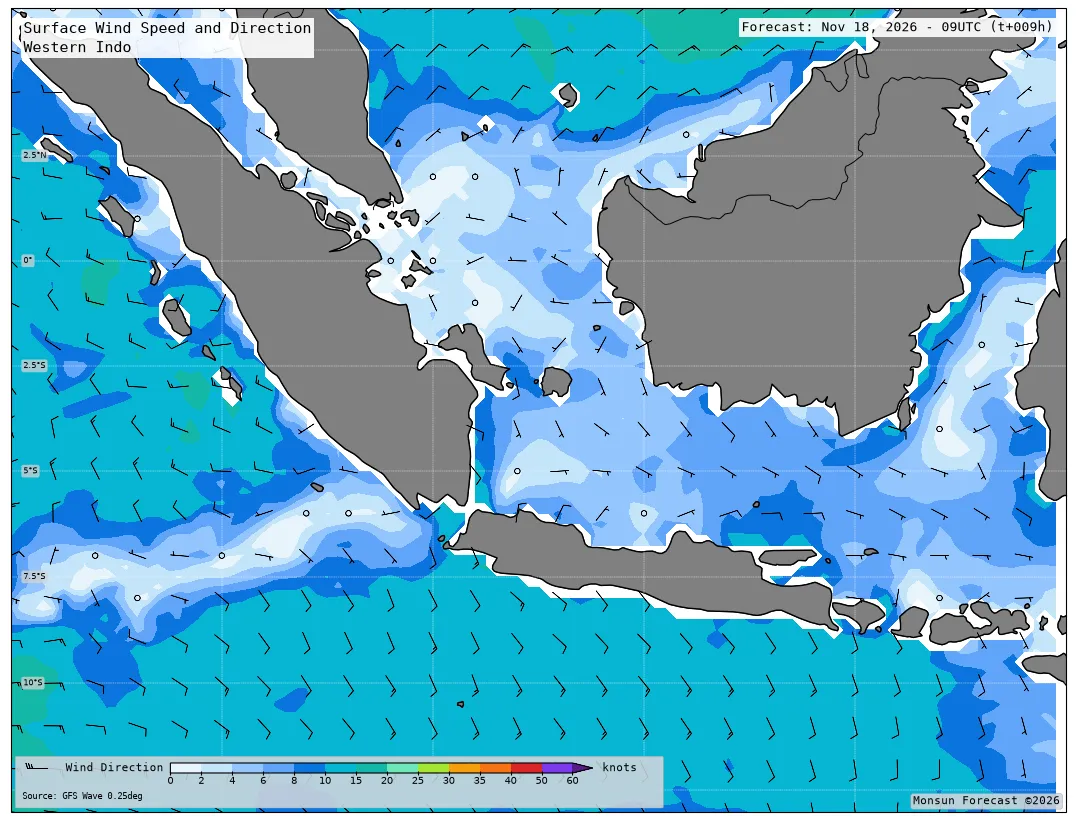 Surface Wind Speed and Direction
Western Indo
Forecast: Nov 18, 2026 - 09UTC (t+009h)
2.5°N
0°
2.5°S
5°S
7.5°S
10°S
Wind Direction
0 2 4 6 8 10 15 20 25 30 35 40 50 60
knots
Source: GFS Wave 0.25deg
Monsun Forecast ©2026